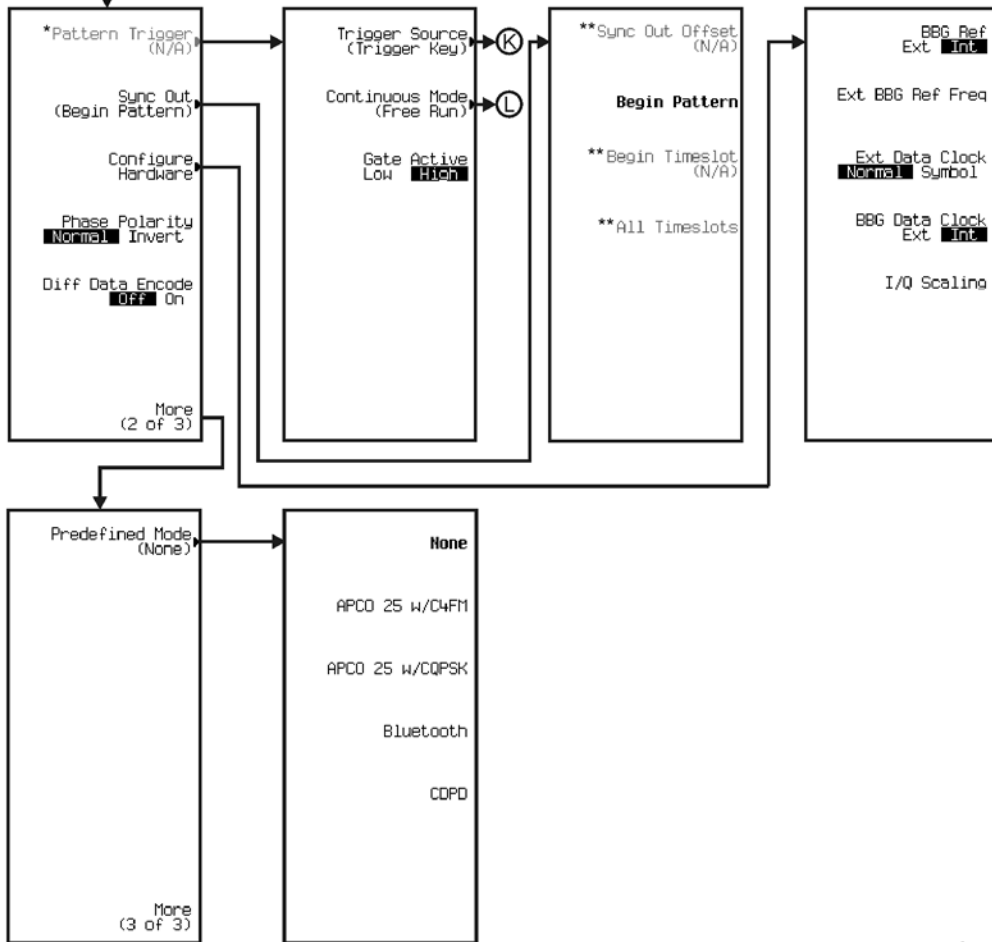 *Pattern Trigger
(N/A)
Sync Out
(Begin Pattern)
Configure
Hardware
Phase Polarity
Normal Invert
Diff Data Encode
Off On
More
(2 of 3)
Trigger Source
(Trigger Key)
K
Continuous Mode
(Free Run)
L
Gate Active
Low High
**Sync Out Offset
(N/A)
Begin Pattern
**Begin Timeslot
(N/A)
**All Timeslots
BBG Ref
Ext Int
Ext BBG Ref Freq
Ext Data Clock
Normal Symbol
BBG Data Clock
Ext Int
I/Q Scaling
Predefined Mode
(None)
More
(3 of 3)
None
APCO 25 w/C4FM
APCO 25 w/CQPSK
Bluetooth
CDPD